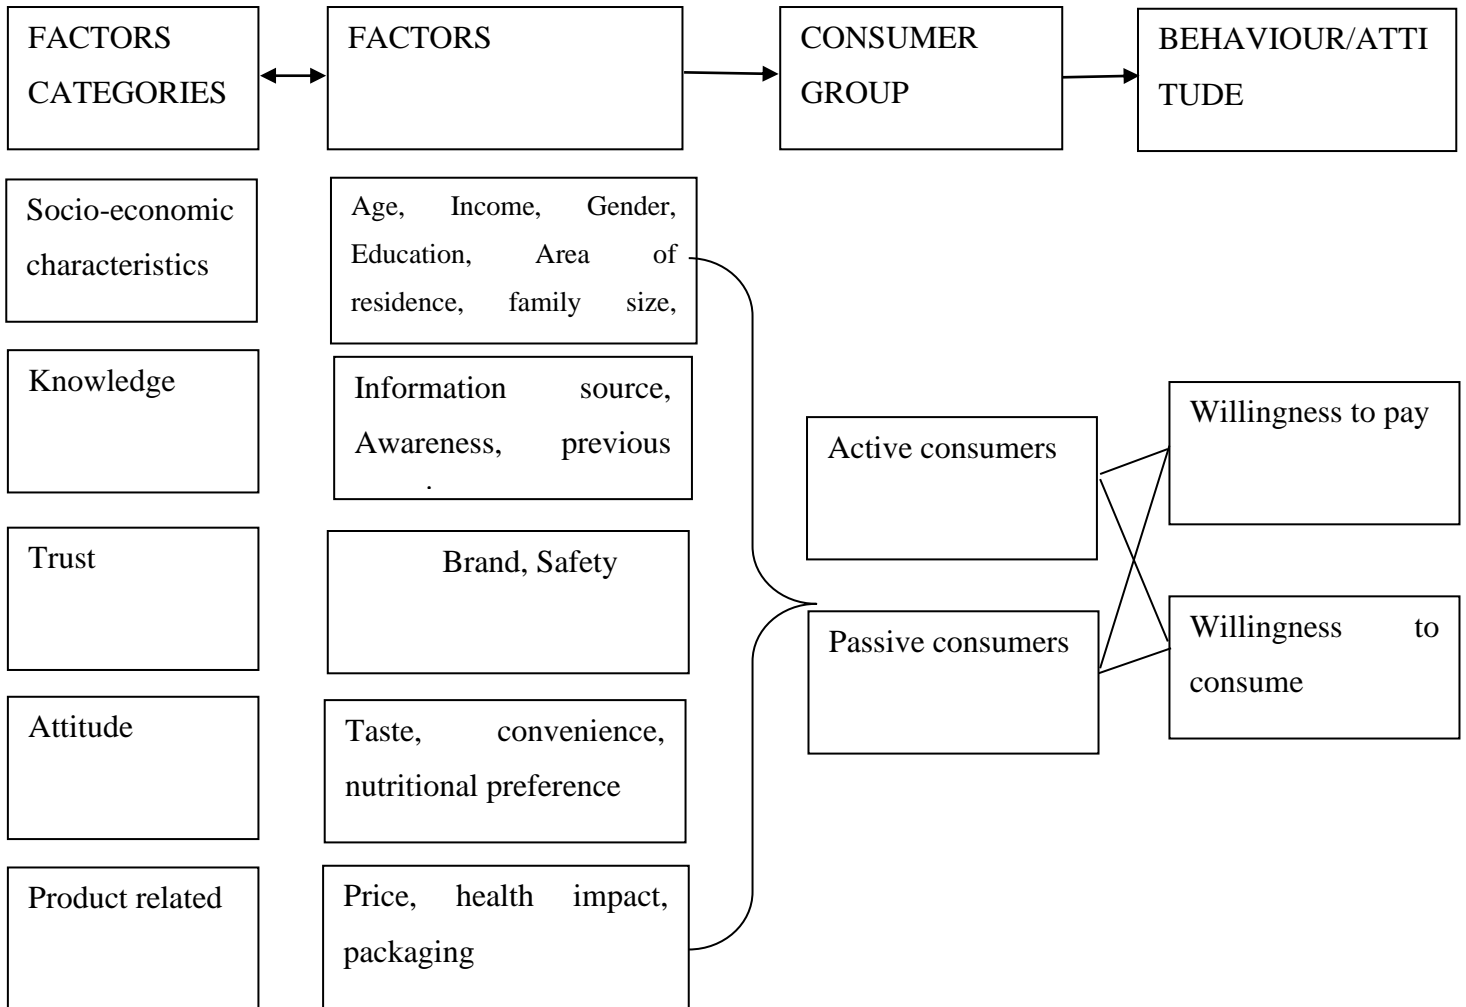 FACTORS
CATEGORIES
FACTORS
CONSUMER
GROUP
BEHAVIOUR/ATTI
TUDE
Socio-economic
characteristics
Age, Income, Gender,
Education, Area of
residence, family size,
Knowledge
Information source,
Awareness, previous
Trust
Brand, Safety
Attitude
Taste, convenience,
nutritional preference
Product related
Price, health impact,
packaging
Active consumers
Passive consumers
Willingness to pay
Willingness to
consume